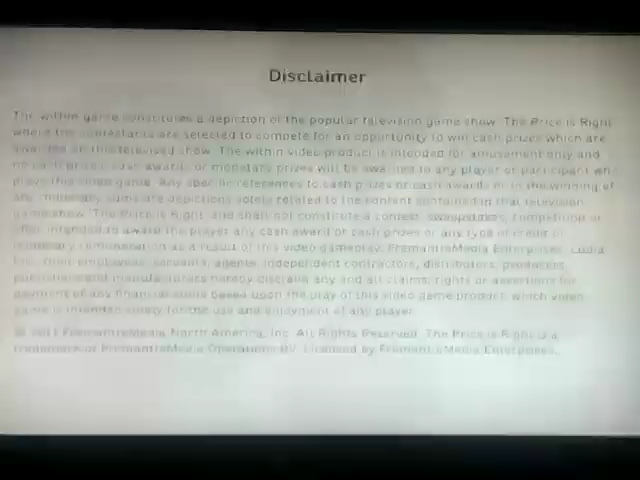 Disclaimer
The within game constitutes a depiction of the popular television game show, The Price is Right
where the contestants are selected to compete for an opportunity to win cash prizes which are
awarded on this televised show. The within video product is intended for amusement only and
no cash prizes, cash awards or monetary prizes will be awarded to any player or participant who
plays this video game. Any specific references to cash prizes or cash awards or to the winning of
any monetary sums are depictions solely related to the content contained in that television
gameshow, The Price is Right, and shall not constitute a contest, sweepstakes, competition or
offer intended to award the player any cash award or cash prizes or any type of credit or
monetary remuneration as a result of this video gameplay. FremantleMedia Enterprises, Ludia
Inc, their employees, servants, agents, independent contractors, distributors, producers,
publishers and manufacturers hereby disclaim any and all claims, rights or assertions for
payment of any financial sums based upon the play of this video game product, which video
game is intended solely for the use and enjoyment of any player.
© 2011 FremantleMedia North America, Inc. All Rights Reserved. The Price is Right is a
trademark of FremantleMedia Operations BV. Licensed by FremantleMedia Enterprises.